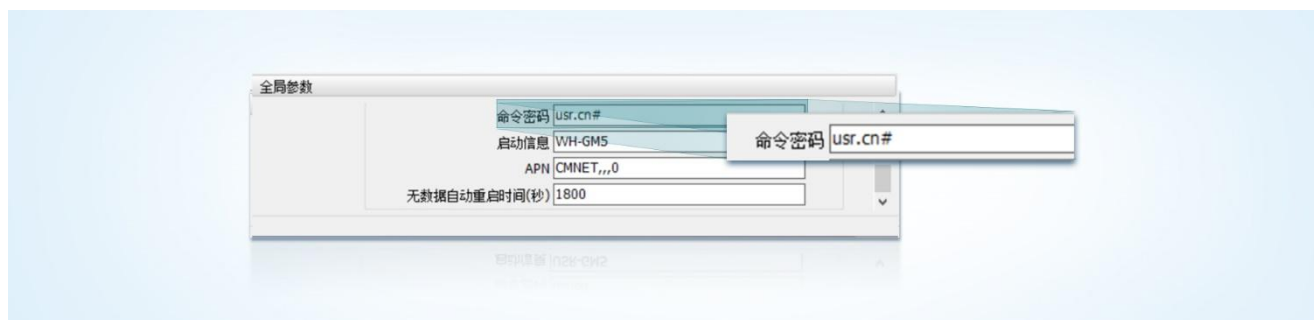 全局参数
命令密码 usr.cn#
启动信息 WH-GM5
APN CMNET,,,0
无数据自动重启时间(秒) 1800
命令密码 usr.cn#